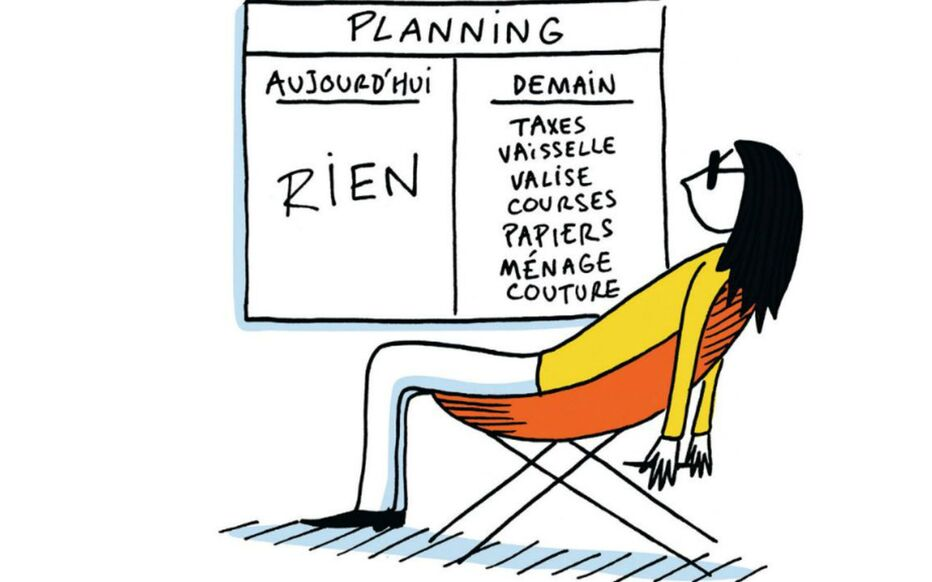 PLANNING
AUJOURD'HUI
RIEN
DEMAIN
TAXES
VAISSELLE
VALISE
COURSES
PAPIERS
MÉNAGE
COUTURE